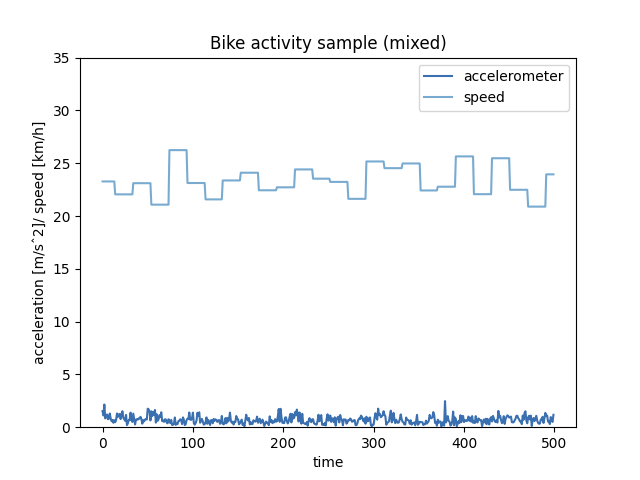 Bike activity sample (mixed)
accelerometer
speed
35
30
25
20
15
10
5
0
acceleration [m/sˆ2]/ speed [km/h]
0 100 200 300 400 500
time